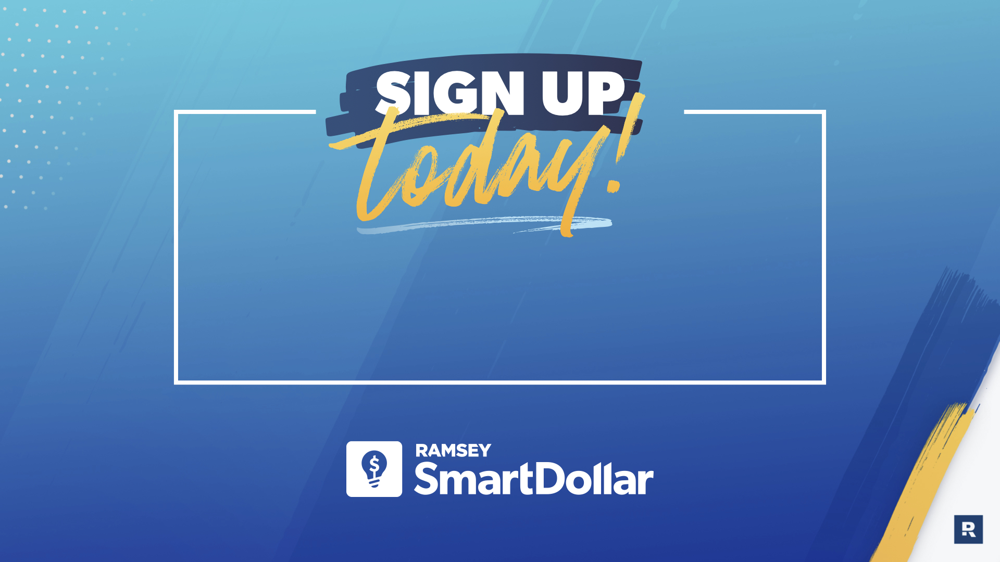 SIGN UP
today!
$
RAMSEY
SmartDollar
R